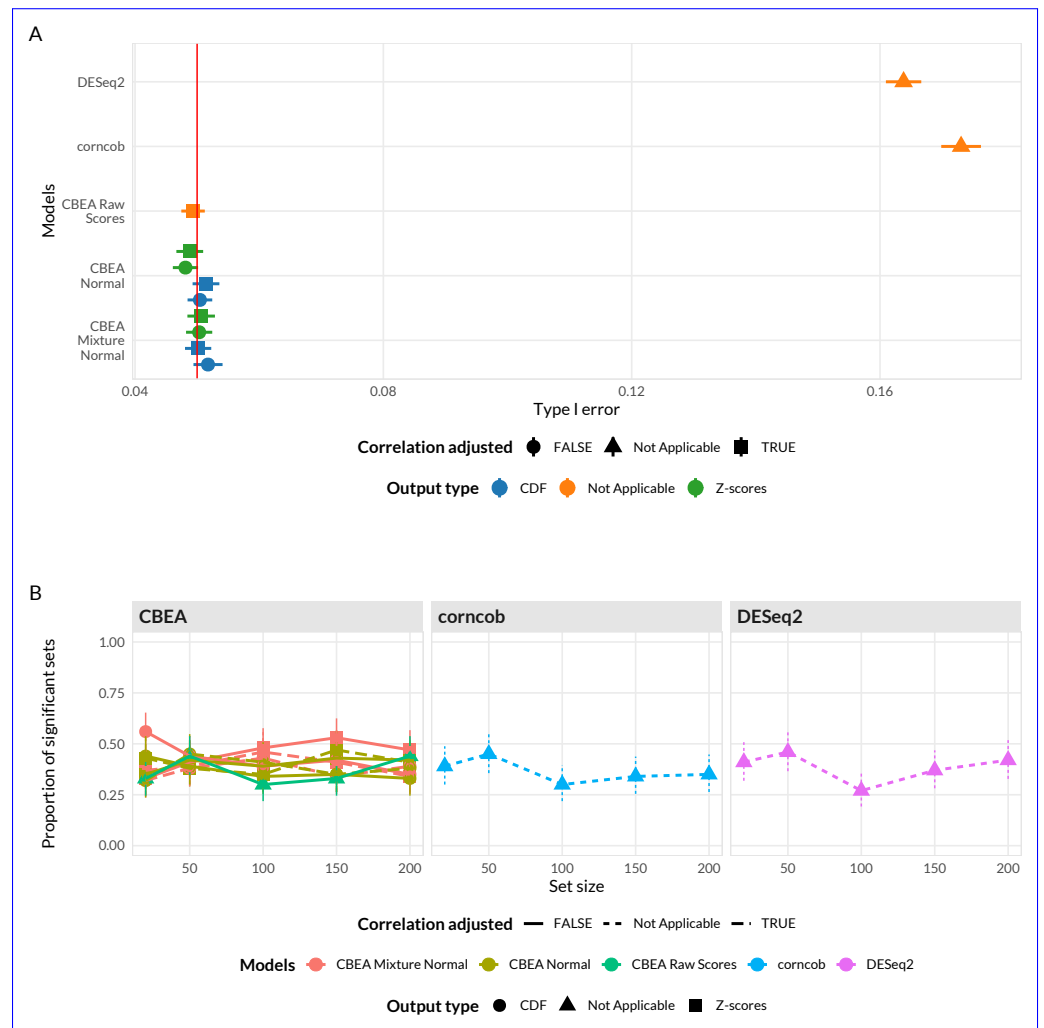 A
Models
DESeq2
corncob
CBEA Raw
Scores
CBEA
Normal
CBEA
Mixture
Normal
0.04
0.08
0.12
0.16
Type I error
Correlation adjusted FALSE Not Applicable TRUE
Output type CDF Not Applicable Z-scores
B
CBEA
corncob
DESeq2
Proportion of significant sets
1.00
0.75
0.50
0.25
0.00
50 100 150 200
50 100 150 200
50 100 150 200
Set size
Correlation adjusted FALSE Not Applicable TRUE
Models CBEA Mixture Normal CBEA Normal CBEA Raw Scores corncob DESeq2
Output type CDF Not Applicable Z-scores